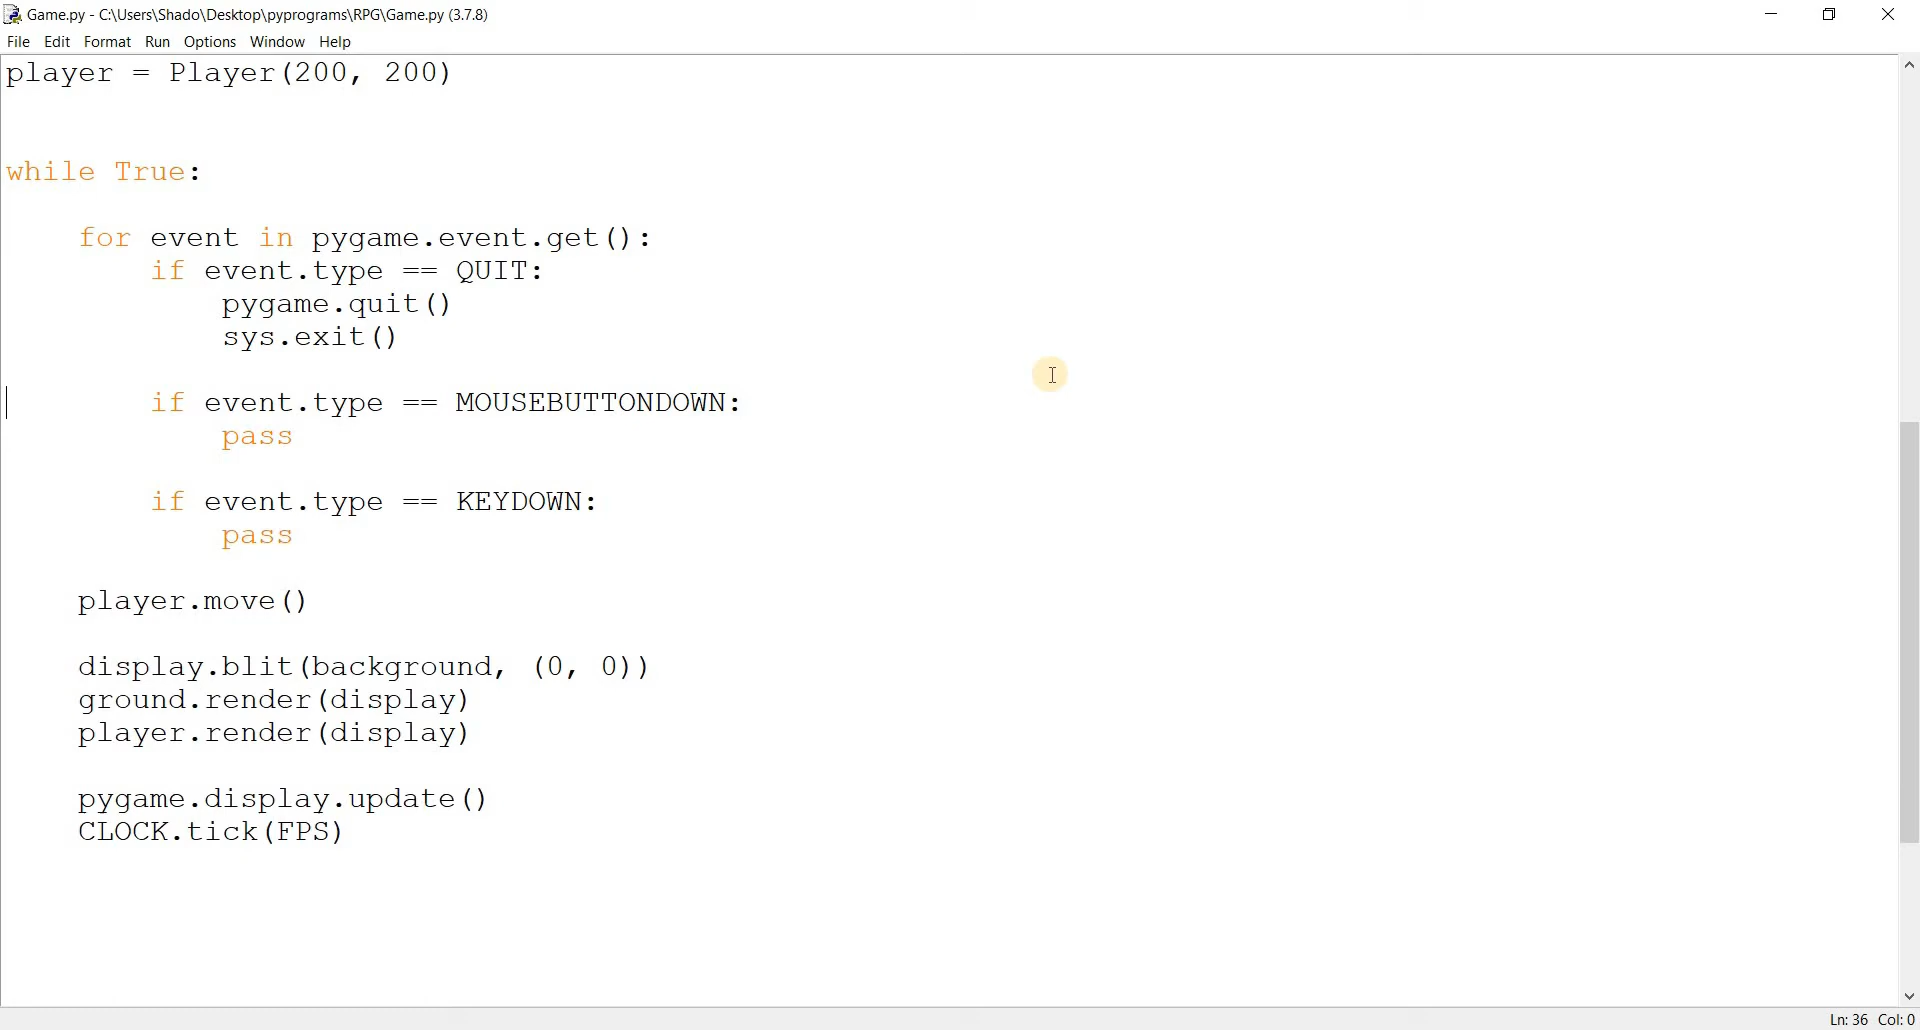 Game.py - C:\Users\Shado\Desktop\pyprograms\RPG\Game.py (3.7.8)
File Edit Format Run Options Window Help
player = Player(200, 200)
while True:
    for event in pygame.event.get():
        if event.type == QUIT:
            pygame.quit()
            sys.exit()
        if event.type == MOUSEBUTTONDOWN:
            pass
        if event.type == KEYDOWN:
            pass
    player.move()
    display.blit(background, (0, 0))
    ground.render(display)
    player.render(display)
    pygame.display.update()
    CLOCK.tick(FPS)
Ln: 36 Col: 0